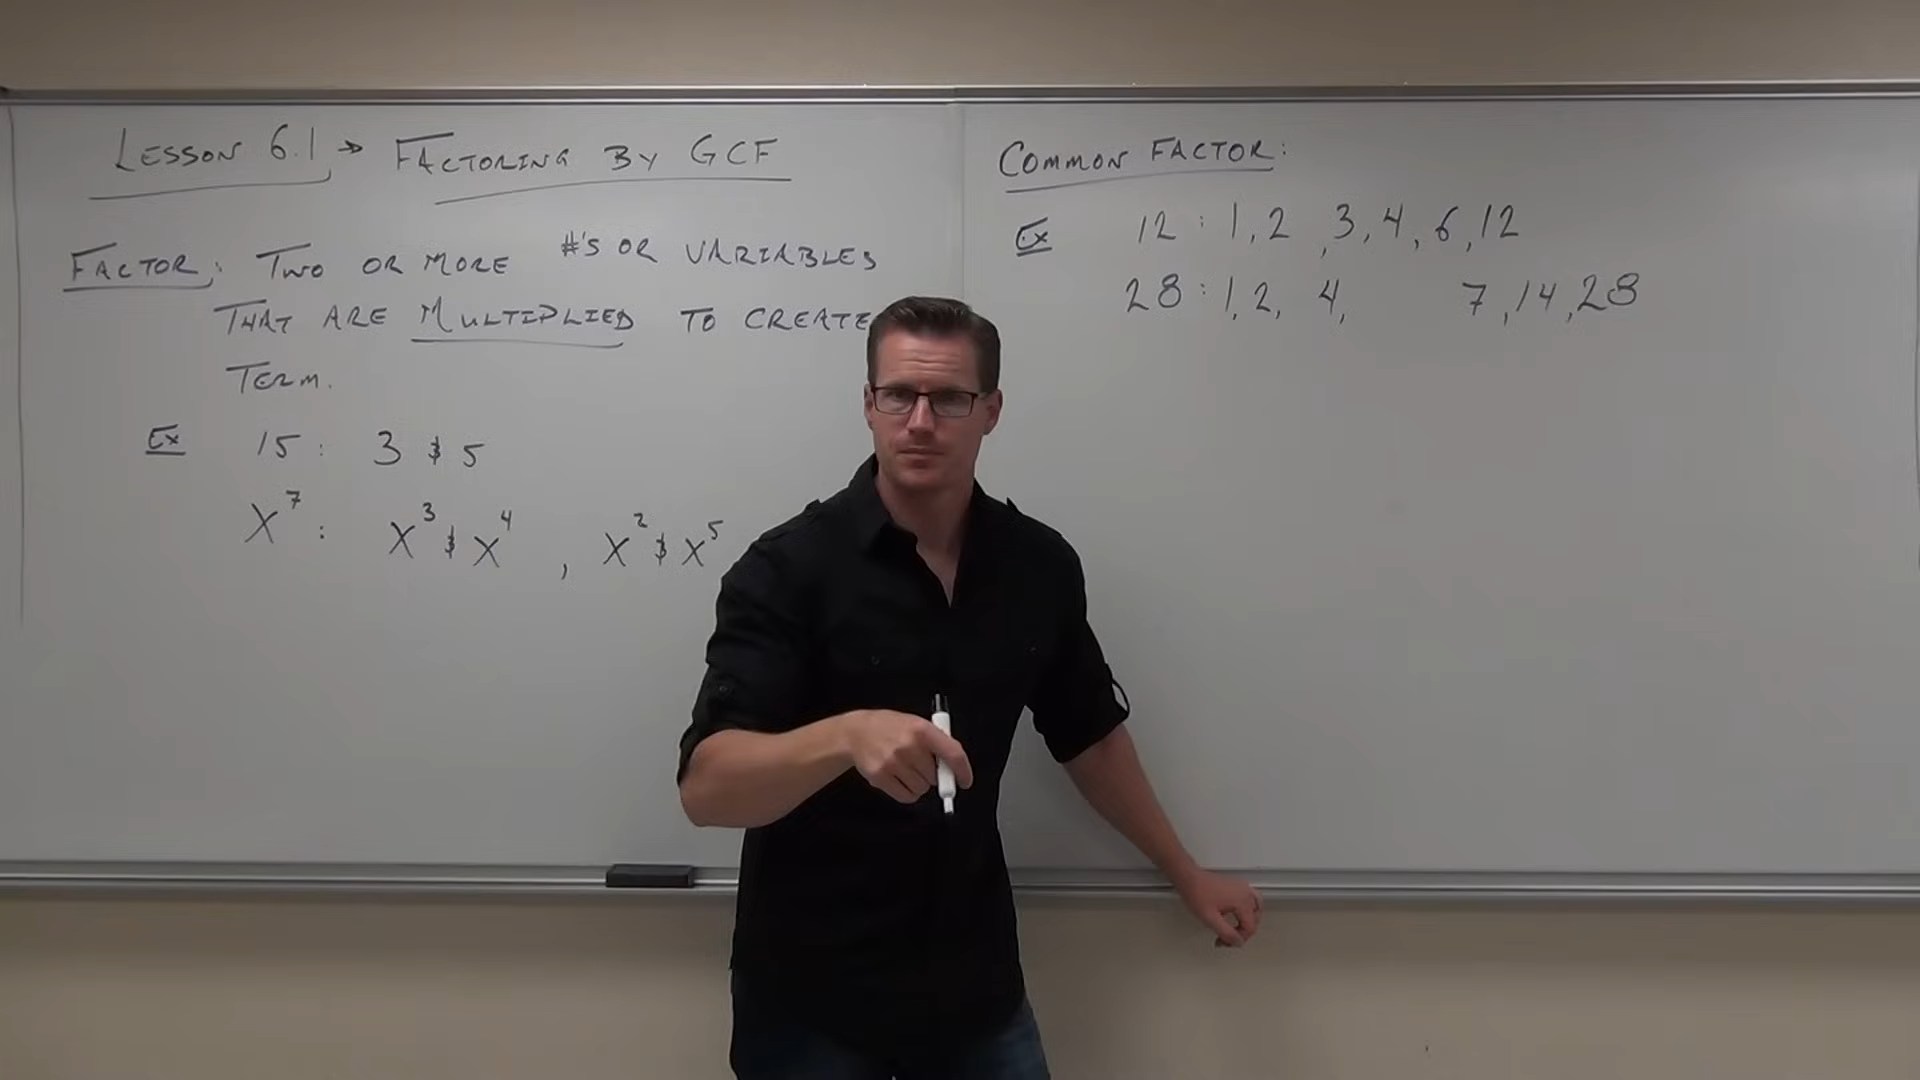 LESSON 6.1 → FACTORING BY GCF
FACTOR: TWO OR MORE #'S OR VARIABLES
THAT ARE MULTIPLIED TO CREATE
TERM.
Ex 15: 3 & 5
X⁷: X³ & X⁴, X² & X⁵
COMMON FACTOR:
Ex 12: 1, 2, 3, 4, 6, 12
28: 1, 2, 4, 7, 14, 28